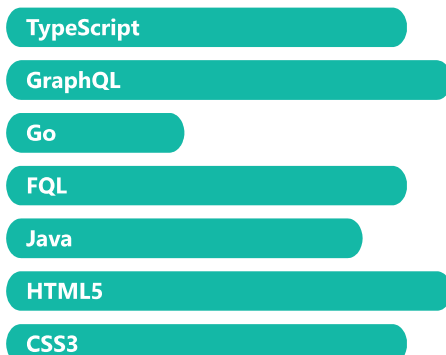 TypeScript
GraphQL
Go
FQL
Java
HTML5
CSS3